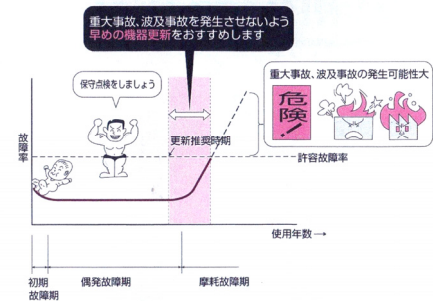 重大事故、波及事故を発生させないよう
早めの機器更新をおすすめします
保守点検をしましょう
重大事故、波及事故の発生可能性大
危険！
故障率
更新推奨時期
許容故障率
使用年数→
初期
故障期
偶発故障期
摩耗故障期